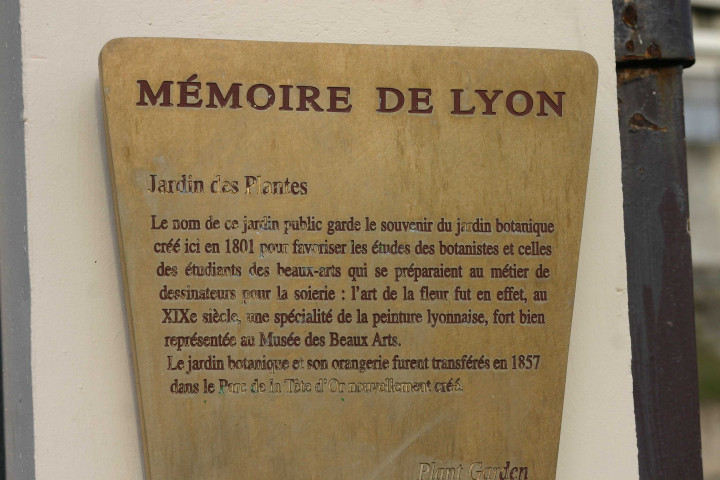 MÉMOIRE DE LYON
Jardin des Plantes
Le nom de ce jardin public garde le souvenir du jardin botanique
créé ici en 1801 pour favoriser les études des botanistes et celles
des étudiants des beaux-arts qui se préparaient au métier de
dessinateurs pour la soierie : l'art de la fleur fut en effet, au
XIXe siècle, une spécialité de la peinture lyonnaise, fort bien
représentée au Musée des Beaux Arts.
Le jardin botanique et son orangerie furent transférés en 1857
dans le Parc de la Tête d'Or nouvellement créé.
Plant Garden